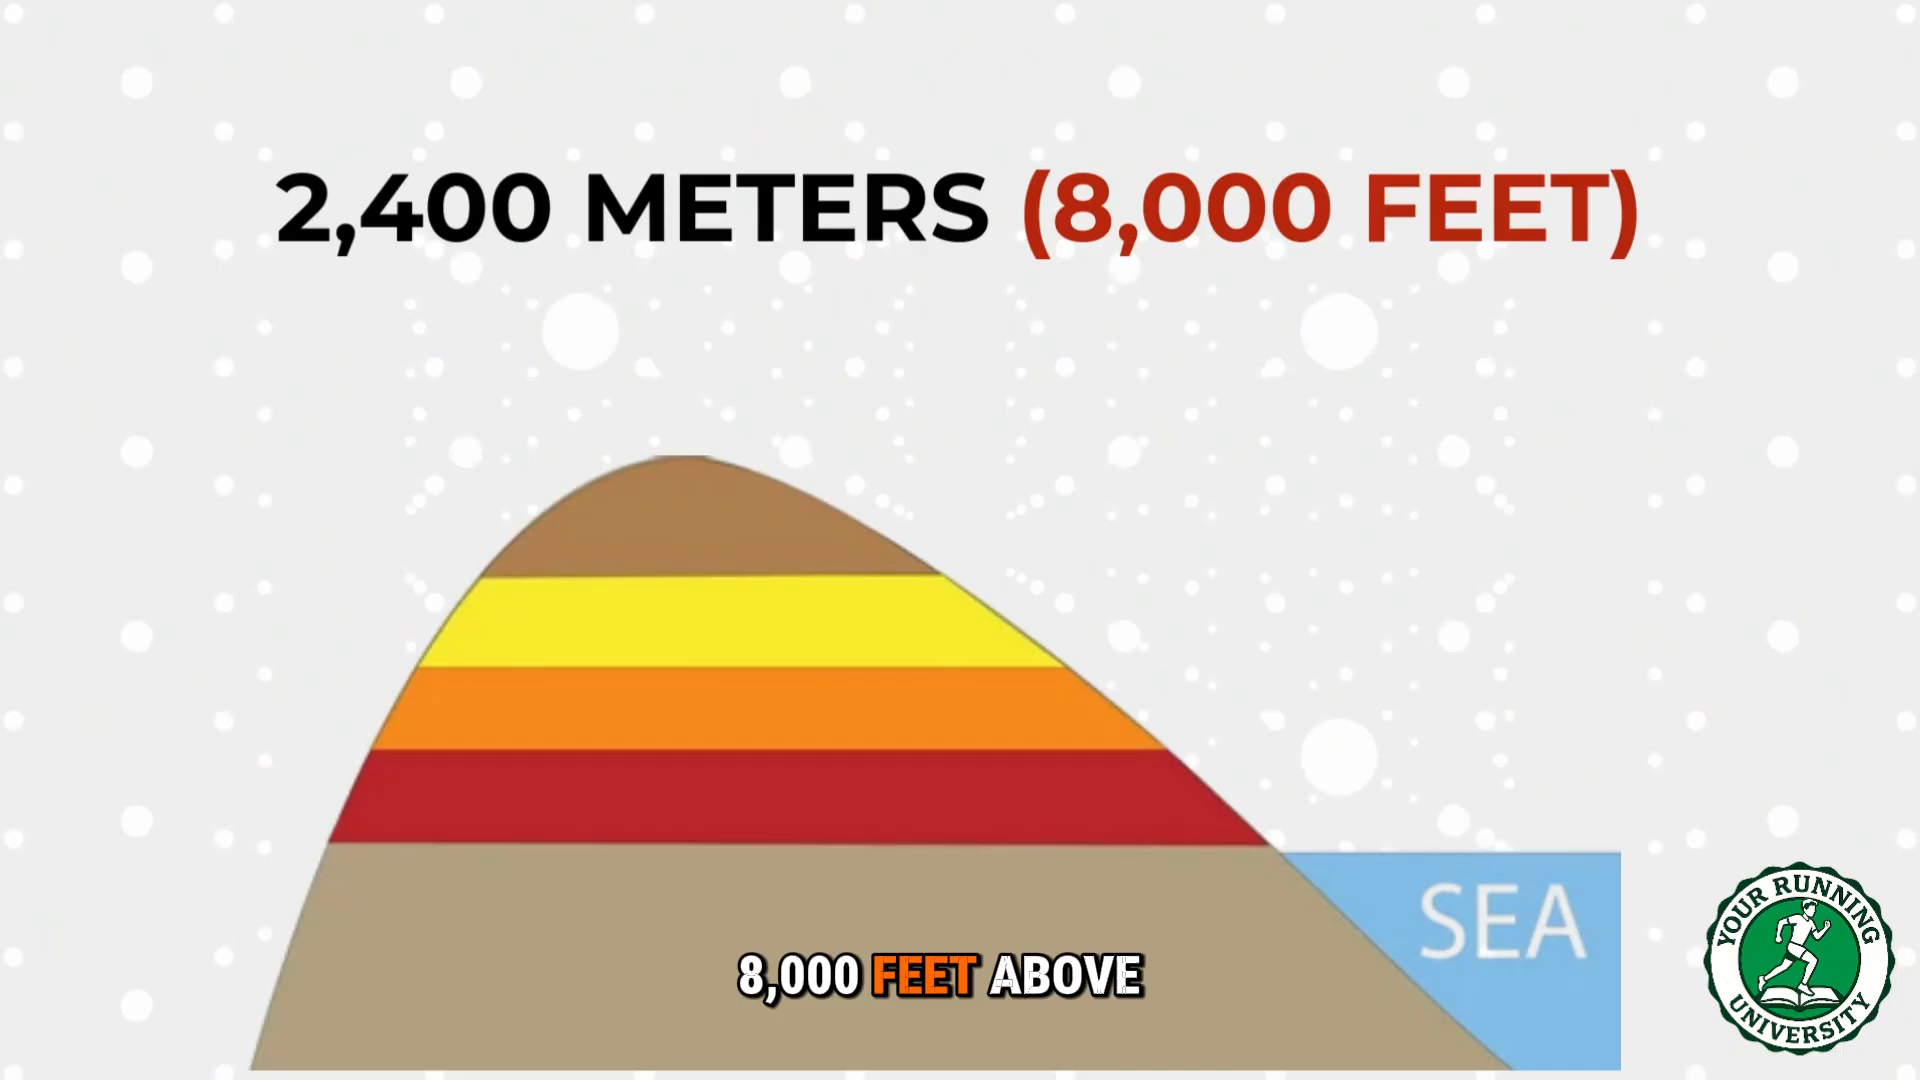 2,400 METERS (8,000 FEET)
SEA
8,000 FEET ABOVE
YOUR RUNNING
UNIVERSITY